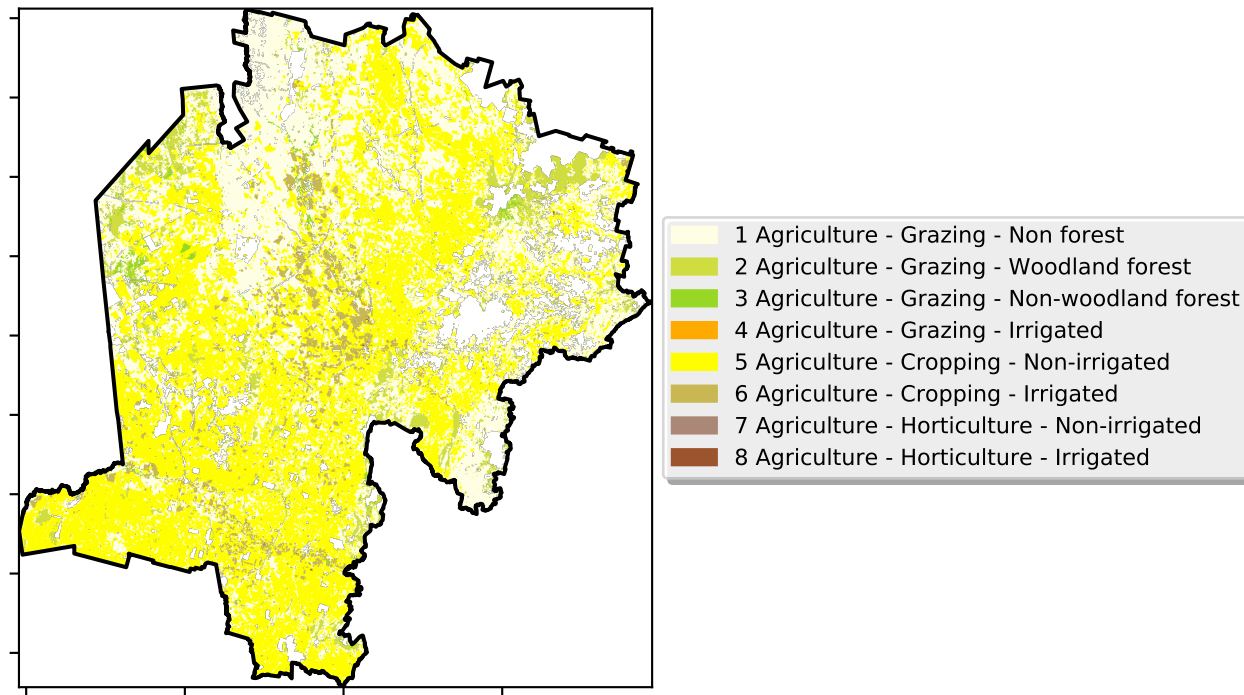 1 Agriculture - Grazing - Non forest
2 Agriculture - Grazing - Woodland forest
3 Agriculture - Grazing - Non-woodland forest
4 Agriculture - Grazing - Irrigated
5 Agriculture - Cropping - Non-irrigated
6 Agriculture - Cropping - Irrigated
7 Agriculture - Horticulture - Non-irrigated
8 Agriculture - Horticulture - Irrigated